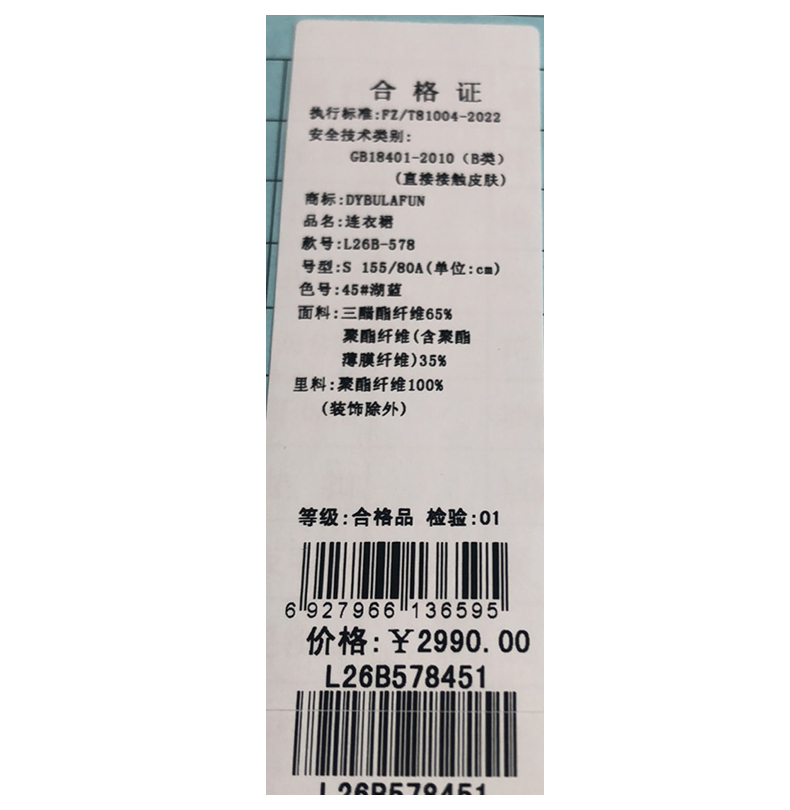 合格证
执行标准:FZ/T81004-2022
安全技术类别:
GB18401-2010（B类）
(直接接触皮肤)
商标:DYBULAFUN
品名:连衣裙
款号:L26B-578
号型:S 155/80A(单位:cm)
色号:45#湖蓝
面料:三醋酯纤维65%
聚酯纤维(含聚酯
薄膜纤维)35%
里料:聚酯纤维100%
(装饰除外)
等级:合格品 检验:01
6 927966 136595
价格:¥2990.00
L26B578451
L26B578451